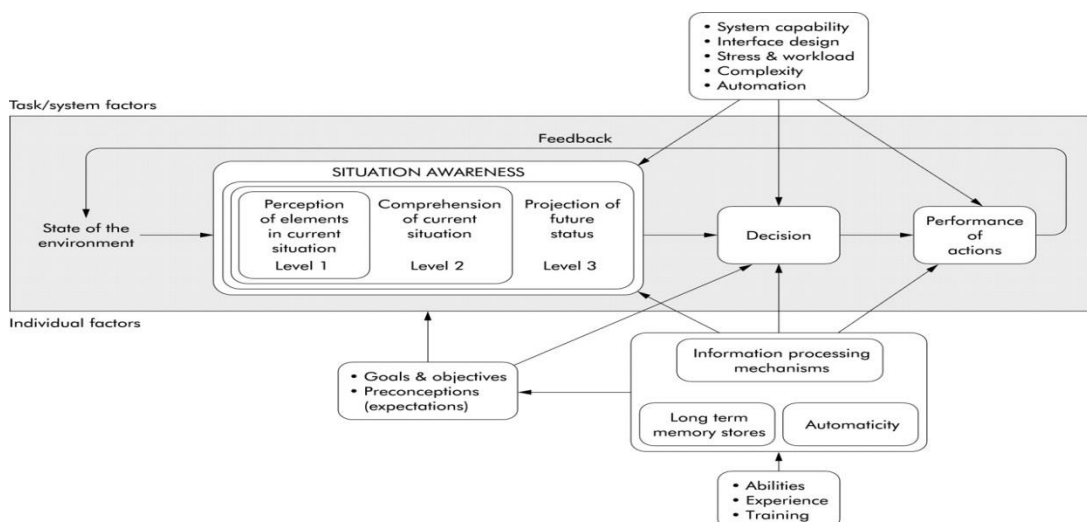 • System capability
• Interface design
• Stress & workload
• Complexity
• Automation
Task/system factors
Feedback
SITUATION AWARENESS
Perception
of elements
in current
situation
Level 1
Comprehension
of current
situation
Level 2
Projection of
future
status
Level 3
State of the
environment
Decision
Performance
of
actions
Individual factors
• Goals & objectives
• Preconceptions
(expectations)
Information processing
mechanisms
Long term
memory stores
Automaticity
• Abilities
• Experience
• Training